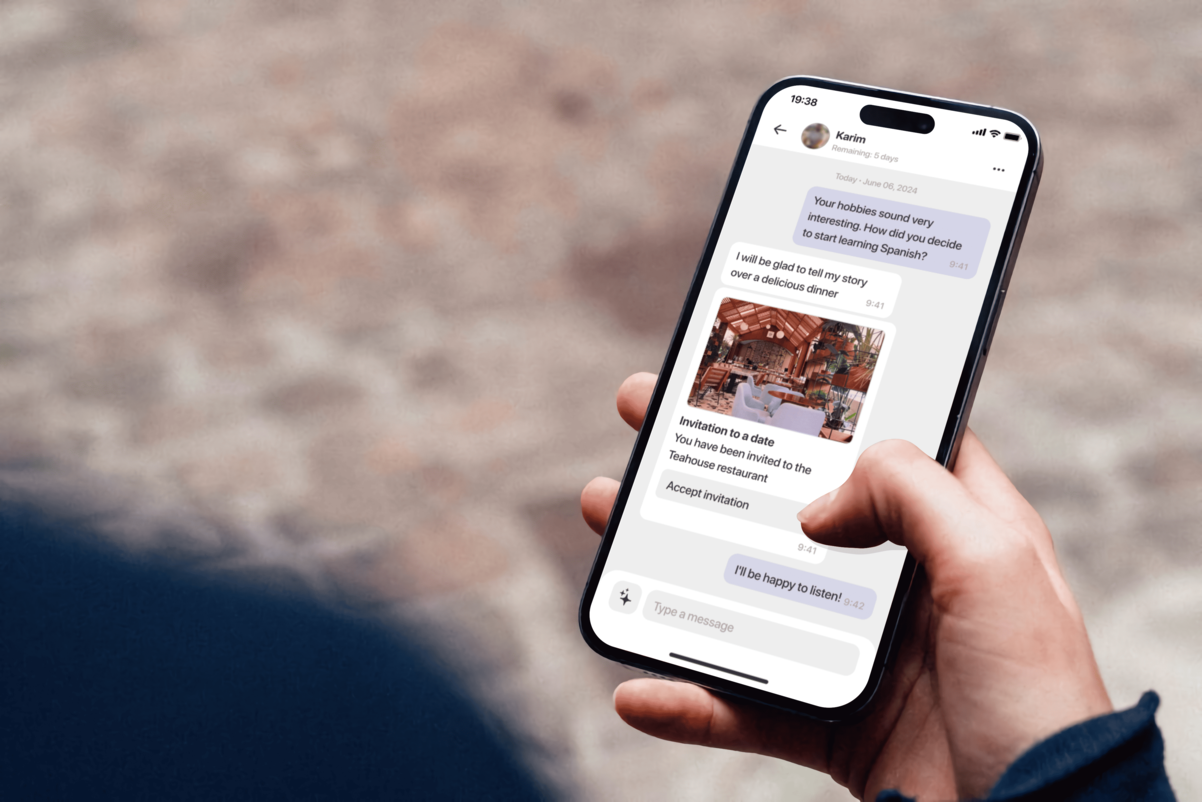 19:38
Karim
Remaining: 5 days
Today - June 06, 2024
Your hobbies sound very
interesting. How did you decide
to start learning Spanish?
9:41
I will be glad to tell my story
over a delicious dinner
9:41
Invitation to a date
You have been invited to the
Teahouse restaurant
Accept invitation
9:41
I'll be happy to listen! 9:42
Type a message